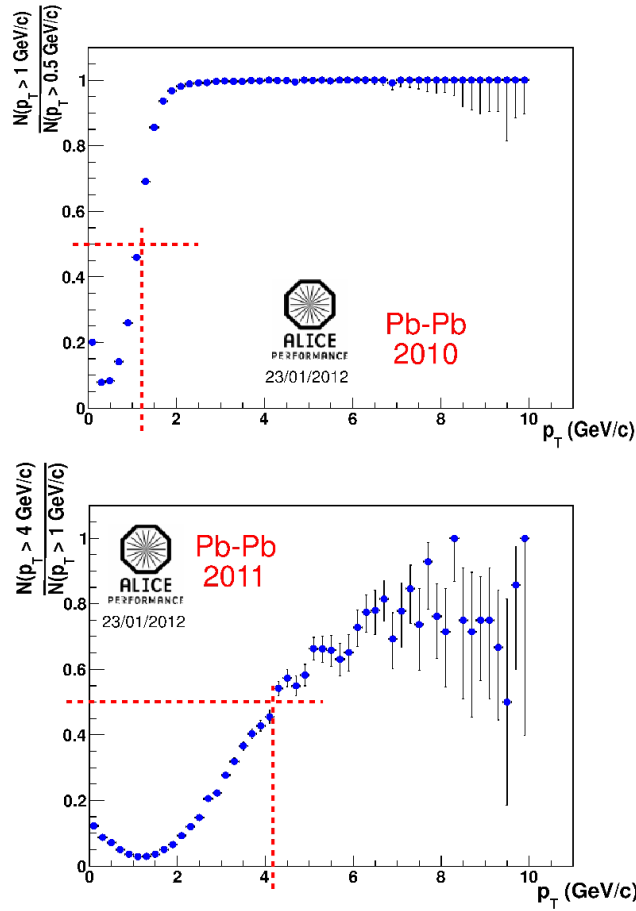 N(p_T > 1 GeV/c)
N(p_T > 0.5 GeV/c)
1
0.8
0.6
0.4
0.2
0
ALICE
PERFORMANCE
23/01/2012
Pb-Pb
2010
0 2 4 6 8 10
p_T (GeV/c)
N(p_T > 4 GeV/c)
N(p_T > 1 GeV/c)
ALICE
PERFORMANCE
23/01/2012
Pb-Pb
2011
1
0.8
0.6
0.4
0.2
0
0 2 4 6 8 10
p_T (GeV/c)